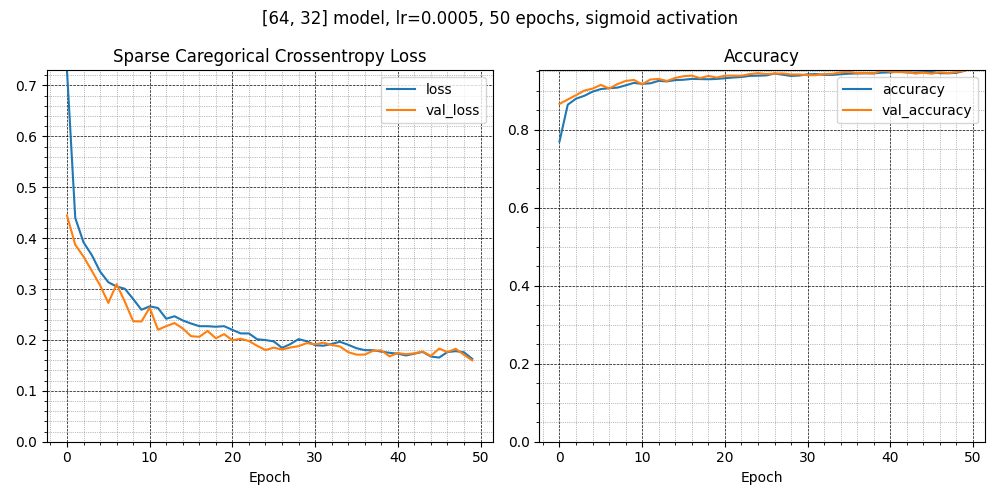 [64, 32] model, lr=0.0005, 50 epochs, sigmoid activation
Sparse Caregorical Crossentropy Loss
0.7
0.6
0.5
0.4
0.3
0.2
0.1
0.0
loss
val_loss
0 10 20 30 40 50
Epoch
Accuracy
0.8
0.6
0.4
0.2
0.0
accuracy
val_accuracy
0 10 20 30 40 50
Epoch